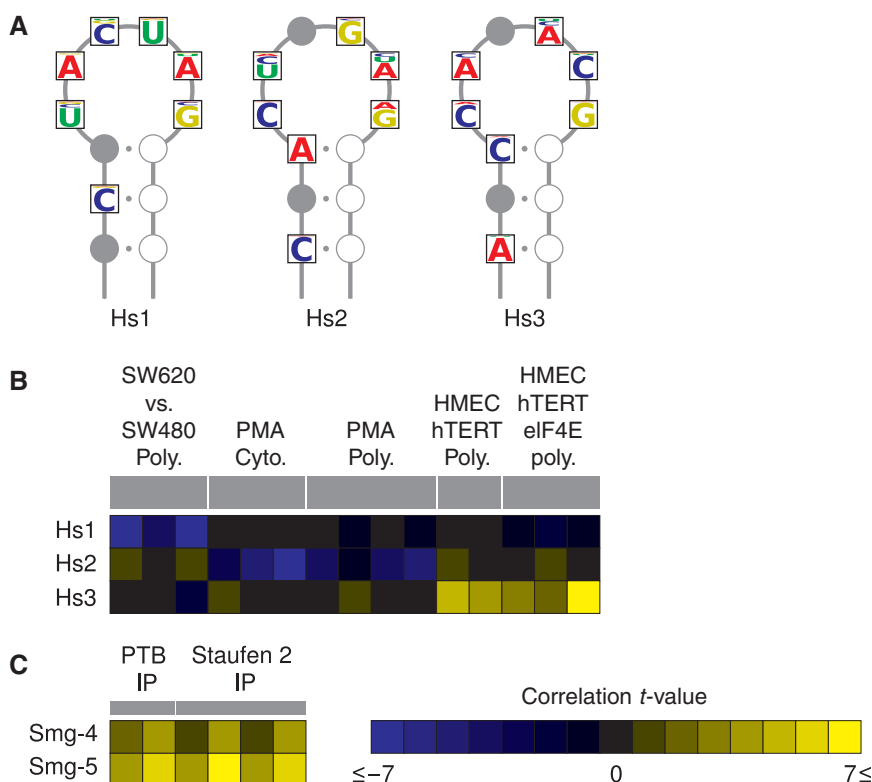 A
C U
A A
U G
Hs1
G
U A
C G
A
C
Hs2
A
A C
C G
C
A
Hs3
B
SW620
vs.
SW480
Poly.
PMA
Cyto.
PMA
Poly.
HMEC
hTERT
Poly.
HMEC
hTERT
eIF4E
poly.
Hs1
Hs2
Hs3
C
PTB
IP
Staufen 2
IP
Smg-4
Smg-5
Correlation t-value
≤−7 0 7≤